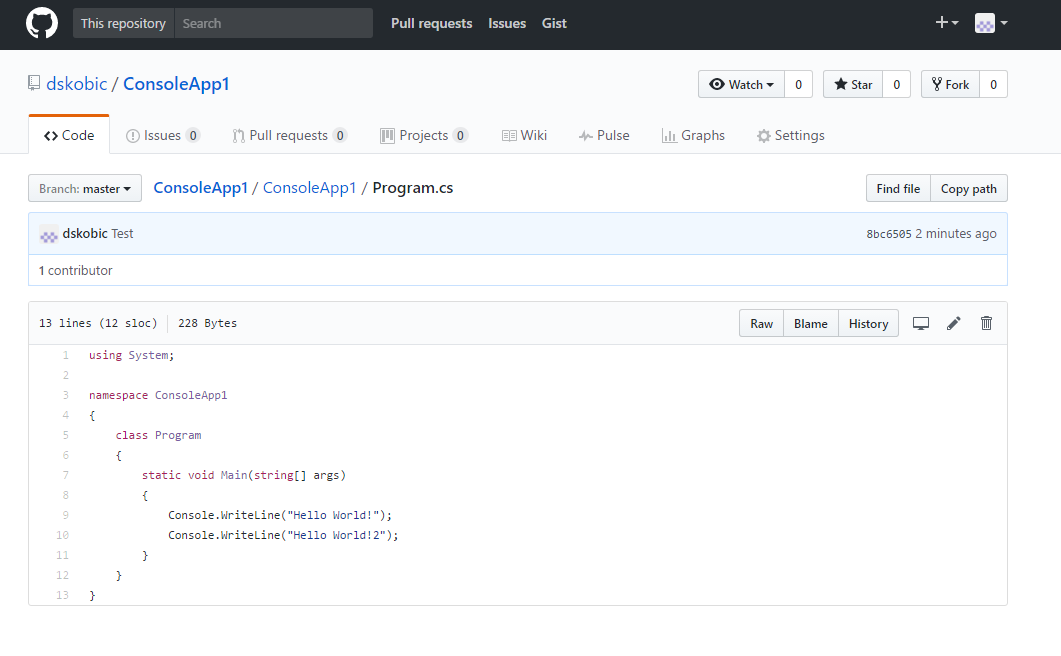 This repository Search Pull requests Issues Gist
dskobic / ConsoleApp1 Watch 0 Star 0 Fork 0
Code Issues 0 Pull requests 0 Projects 0 Wiki Pulse Graphs Settings
Branch: master ConsoleApp1 / ConsoleApp1 / Program.cs Find file Copy path
dskobic Test 8bc6505 2 minutes ago
1 contributor
13 lines (12 sloc) 228 Bytes Raw Blame History
1 using System;
2
3 namespace ConsoleApp1
4 {
5     class Program
6     {
7         static void Main(string[] args)
8         {
9             Console.WriteLine("Hello World!");
10             Console.WriteLine("Hello World!2");
11         }
12     }
13 }